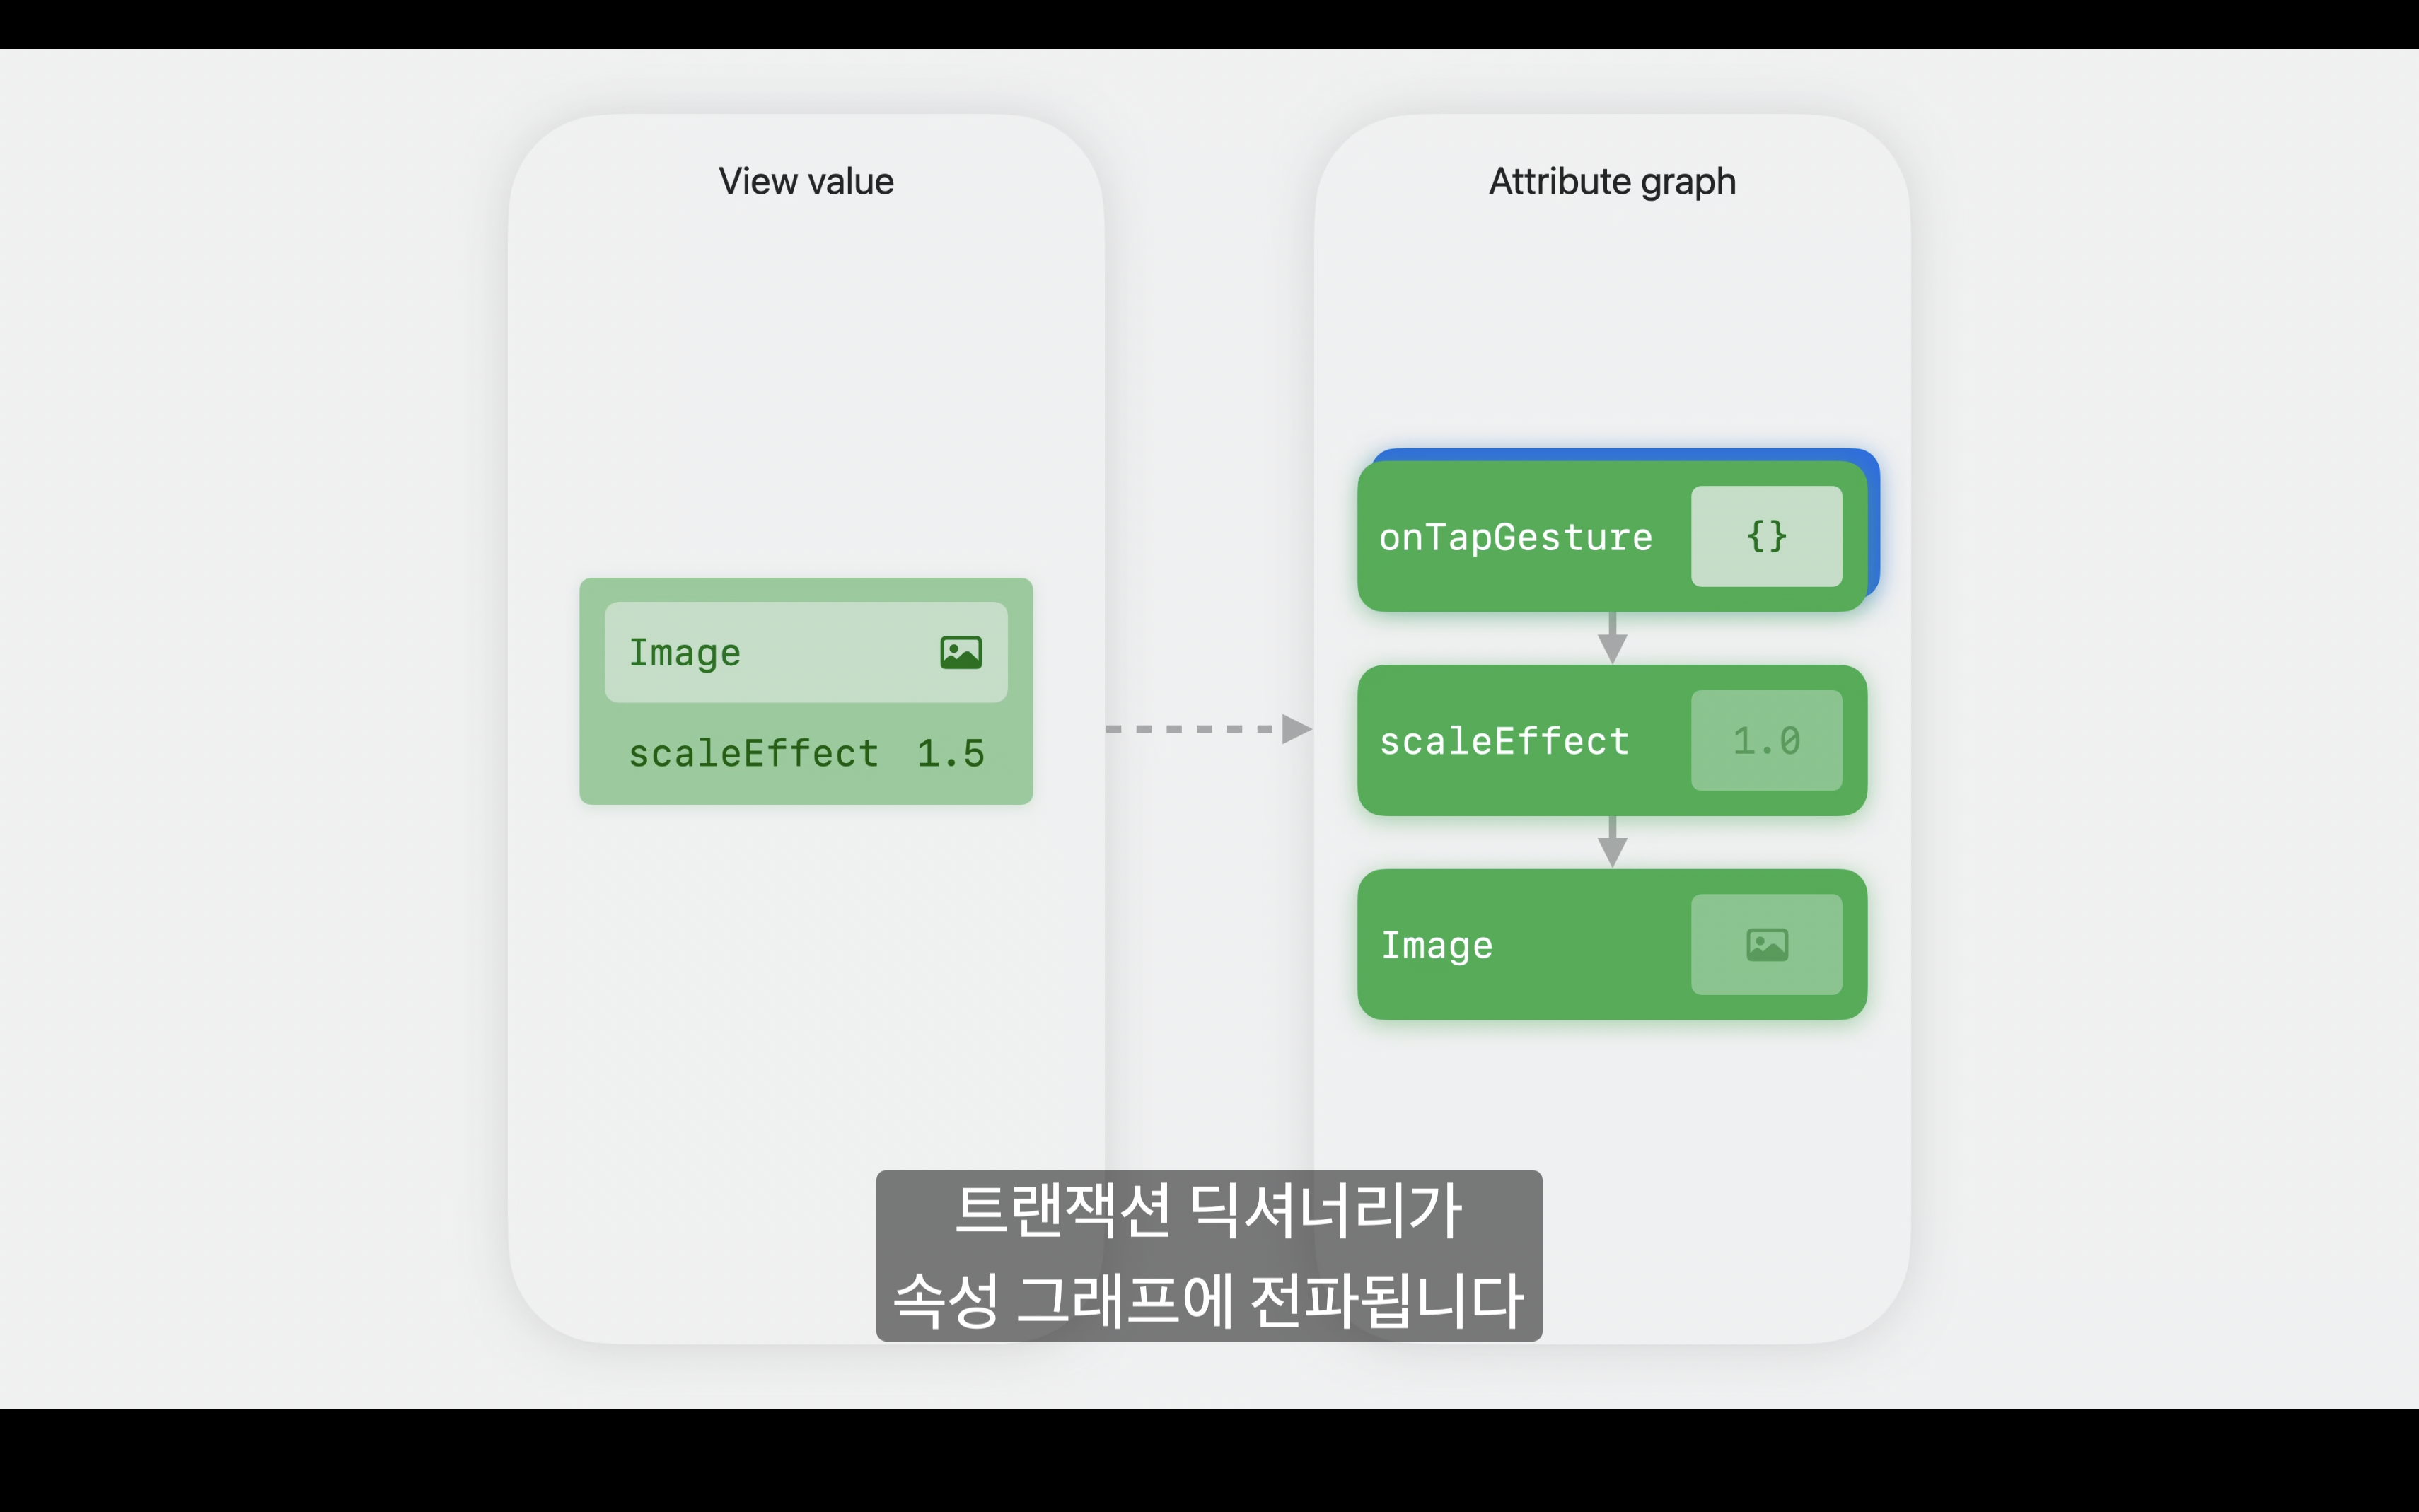 View value
Image
scaleEffect 1.5
Attribute graph
onTapGesture {}
scaleEffect 1.0
Image
트랜잭션 딕셔너리가
속성 그래프에 전파됩니다